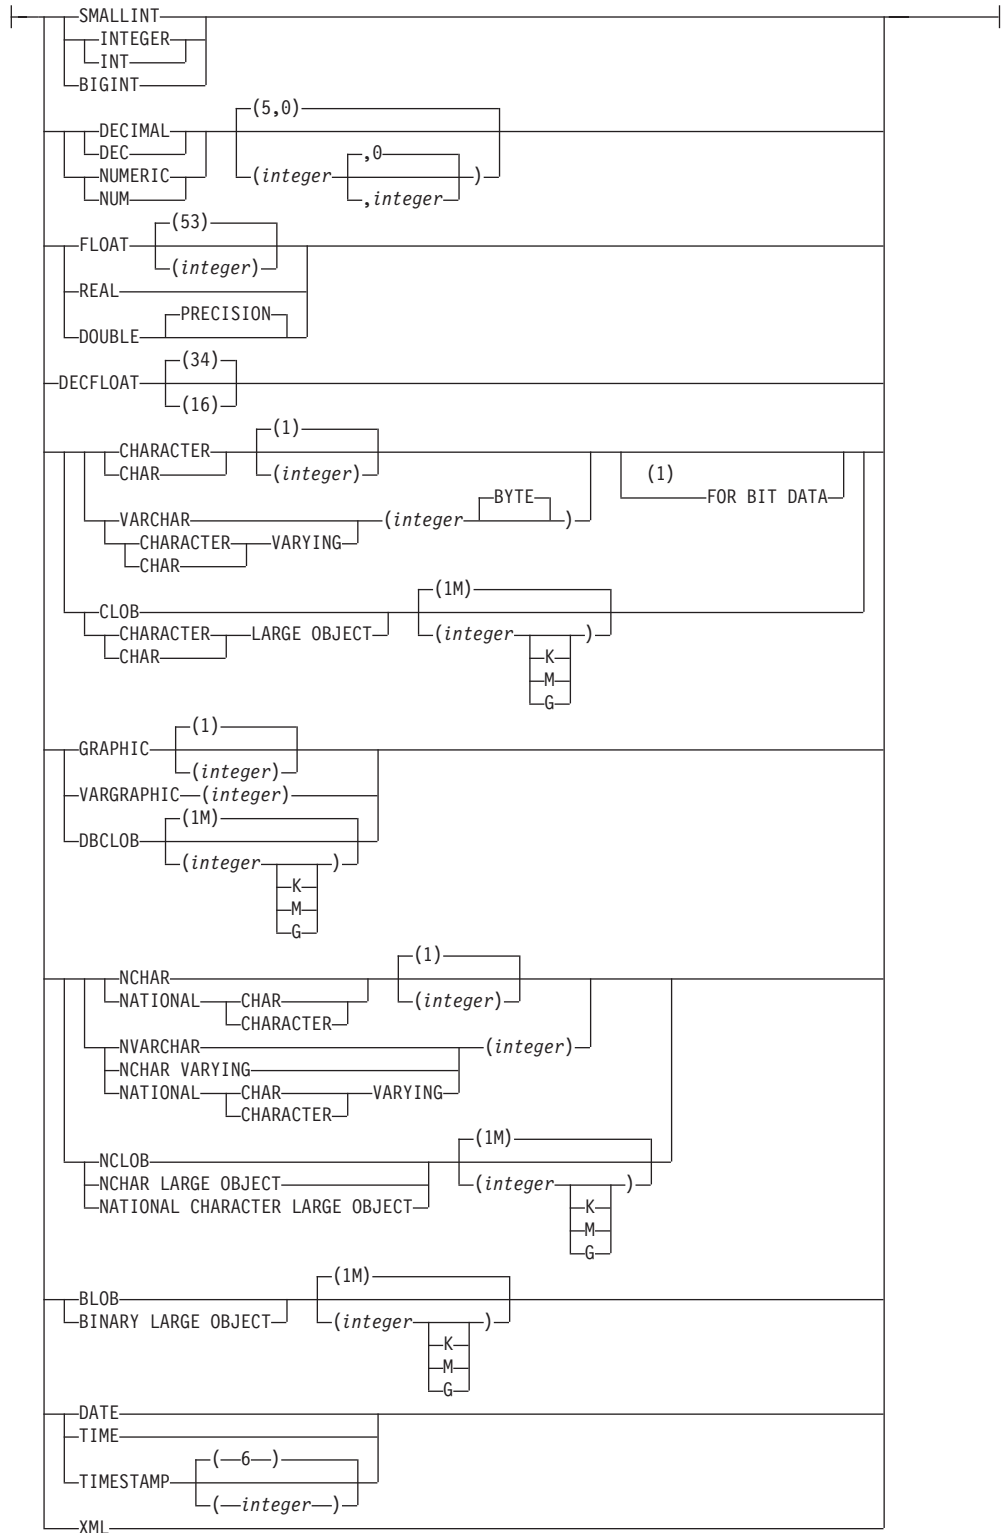 SMALLINT
INTEGER
INT
BIGINT
(5,0)
DECIMAL
DEC
,0
NUMERIC
(integer )
NUM
,integer
(53)
FLOAT
(integer)
REAL
PRECISION
DOUBLE
(34)
DECFLOAT
(16)
(1)
CHARACTER
CHAR
(integer)
(1)
FOR BIT DATA
BYTE
VARCHAR
(integer )
CHARACTER VARYING
CHAR
(1M)
CLOB
CHARACTER LARGE OBJECT
(integer )
CHAR
K
M
G
(1)
GRAPHIC
(integer)
VARGRAPHIC (integer)
(1M)
DBCLOB
(integer )
K
M
G
(1)
NCHAR
NATIONAL CHAR
(integer)
CHARACTER
NVARCHAR
(integer)
NCHAR VARYING
NATIONAL CHAR VARYING
CHARACTER
(1M)
NCLOB
NCHAR LARGE OBJECT
(integer )
NATIONAL CHARACTER LARGE OBJECT
K
M
G
(1M)
BLOB
BINARY LARGE OBJECT
(integer )
K
M
G
DATE
TIME
( 6 )
TIMESTAMP
( integer )
XML